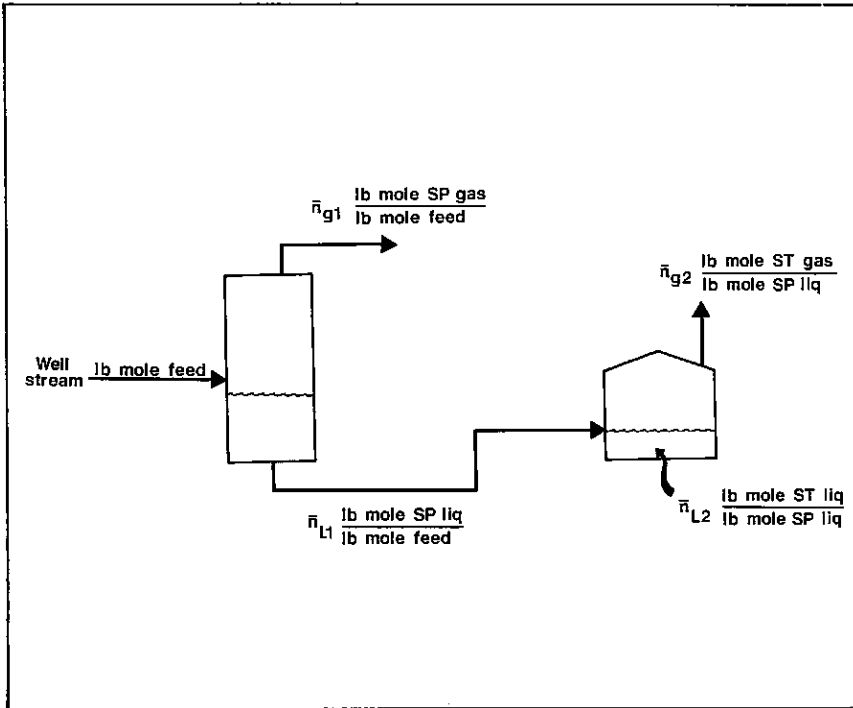 n̄g1 lb mole SP gas
lb mole feed
n̄g2 lb mole ST gas
lb mole SP liq
Well
stream
lb mole feed
n̄L1 lb mole SP liq
lb mole feed
n̄L2 lb mole ST liq
lb mole SP liq